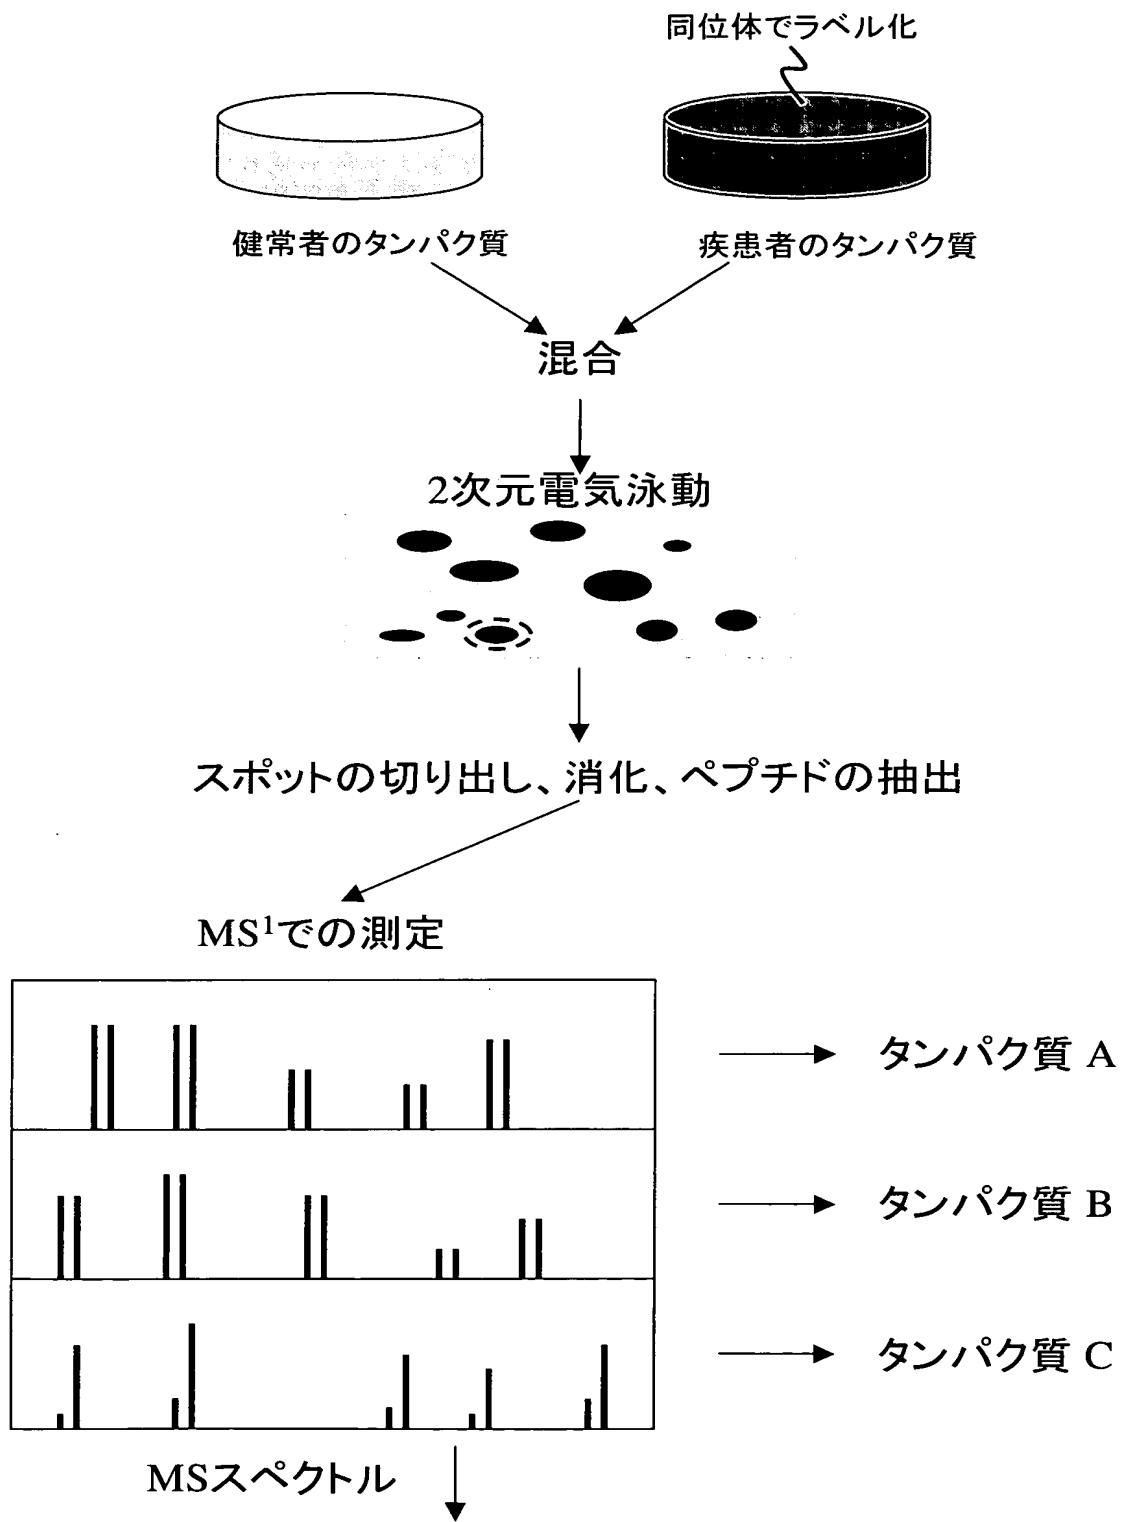 同位体でラベル化
健常者のタンパク質
疾患者のタンパク質
混合
2次元電気泳動
スポットの切り出し、消化、ペプチドの抽出
MS¹での測定
タンパク質 A
タンパク質 B
タンパク質 C
MSスペクトル